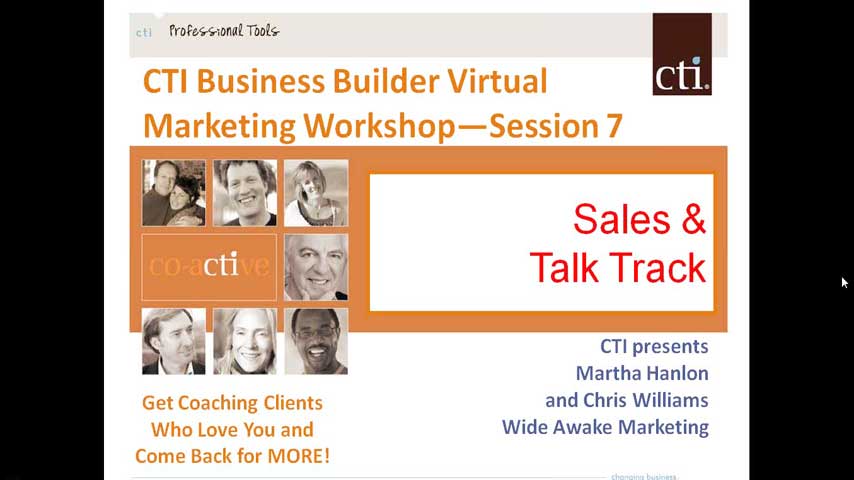 cti Professional Tools
cti®
CTI Business Builder Virtual
Marketing Workshop—Session 7
co-active
Sales &
Talk Track
CTI presents
Martha Hanlon
and Chris Williams
Wide Awake Marketing
Get Coaching Clients
Who Love You and
Come Back for MORE!
changing business